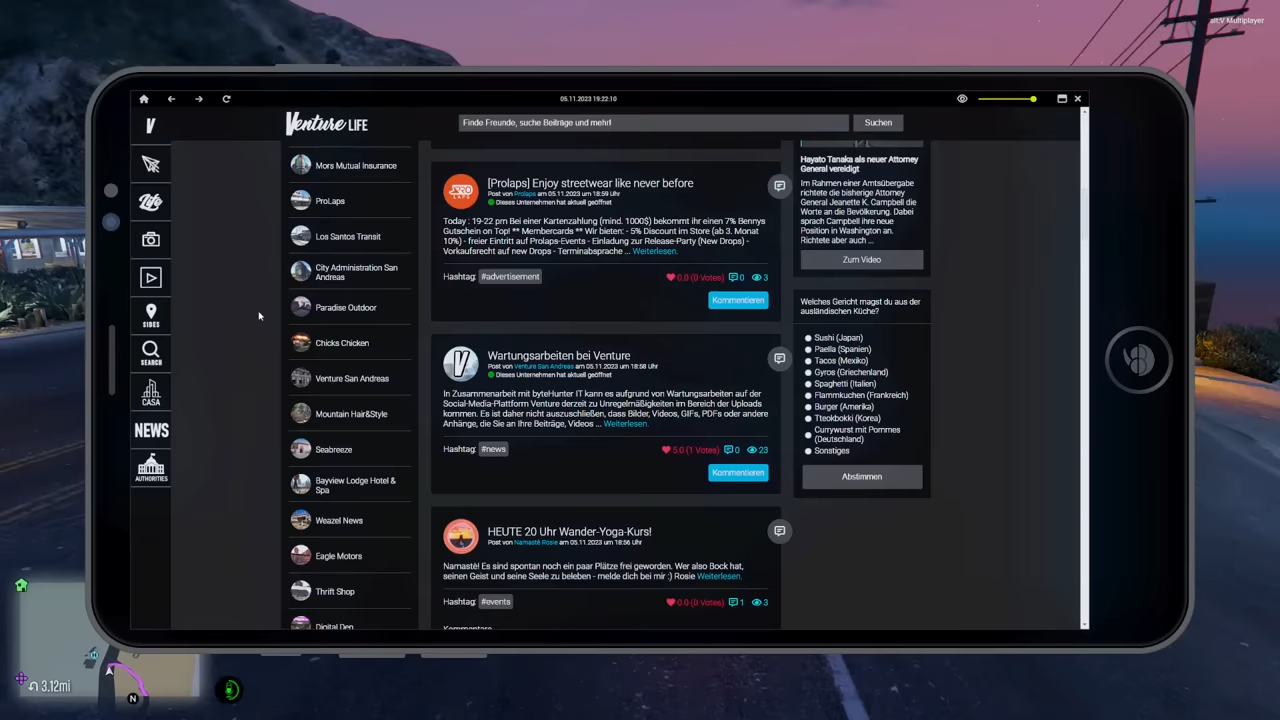 alt:V Multiplayer
05.11.2023 19:22:10
V
Venture LIFE
Finde Freunde, suche Beiträge und mehr!
Suchen
Life
SIDES
SEARCH
CASA
NEWS
AUTHORITIES
Mors Mutual Insurance
ProLaps
Los Santos Transit
City Administration San
Andreas
Paradise Outdoor
Chicks Chicken
Venture San Andreas
Mountain Hair&Style
Seabreeze
Bayview Lodge Hotel &
Spa
Weazel News
Eagle Motors
Thrift Shop
Digital Den
PRO
LAPS
[Prolaps] Enjoy streetwear like never before
Post von Prolaps am 05.11.2023 um 18:59 Uhr
Dieses Unternehmen hat aktuell geöffnet
Today : 19-22 pm Bei einer Kartenzahlung (mind. 1000$) bekommt ihr einen 7% Bennys
Gutschein on Top! ** Membercards ** Wir bieten: - 5% Discount im Store (ab 3. Monat
10%) - freier Eintritt auf Prolaps-Events - Einladung zur Release-Party (New Drops) -
Vorkaufsrecht auf new Drops - Terminabsprache ... Weiterlesen.
Hashtag: #advertisement
0.0 (0 Votes) 0 3
Kommentieren
V
Wartungsarbeiten bei Venture
Post von Venture San Andreas am 05.11.2023 um 18:58 Uhr
Dieses Unternehmen hat aktuell geöffnet
In Zusammenarbeit mit byteHunter IT kann es aufgrund von Wartungsarbeiten auf der
Social-Media-Plattform Venture derzeit zu Unregelmäßigkeiten im Bereich der Uploads
kommen. Es ist daher nicht auszuschließen, dass Bilder, Videos, GIFs, PDFs oder andere
Anhänge, die Sie an Ihre Beiträge, Videos ... Weiterlesen.
Hashtag: #news
5.0 (1 Votes) 0 23
Kommentieren
HEUTE 20 Uhr Wander-Yoga-Kurs!
Post von Namasté Rosie am 05.11.2023 um 18:56 Uhr
Namasté! Es sind spontan noch ein paar Plätze frei geworden. Wer also Bock hat,
seinen Geist und seine Seele zu beleben - melde dich bei mir :) Rosie Weiterlesen.
Hashtag: #events
0.0 (0 Votes) 1 3
Kommentare
Hayato Tanaka als neuer Attorney
General vereidigt
Im Rahmen einer Amtsübergabe
richtete die bisherige Attorney
General Jeanette K. Campbell die
Worte an die Bevölkerung. Dabei
sprach Campbell ihre neue
Position in Washington an.
Richtete aber auch ...
Zum Video
Welches Gericht magst du aus der
ausländischen Küche?
Sushi (Japan)
Paella (Spanien)
Tacos (Mexiko)
Gyros (Griechenland)
Spaghetti (Italien)
Flammkuchen (Frankreich)
Burger (Amerika)
Tteokbokki (Korea)
Currywurst mit Pommes
(Deutschland)
Sonstiges
Abstimmen
3.12mi
N